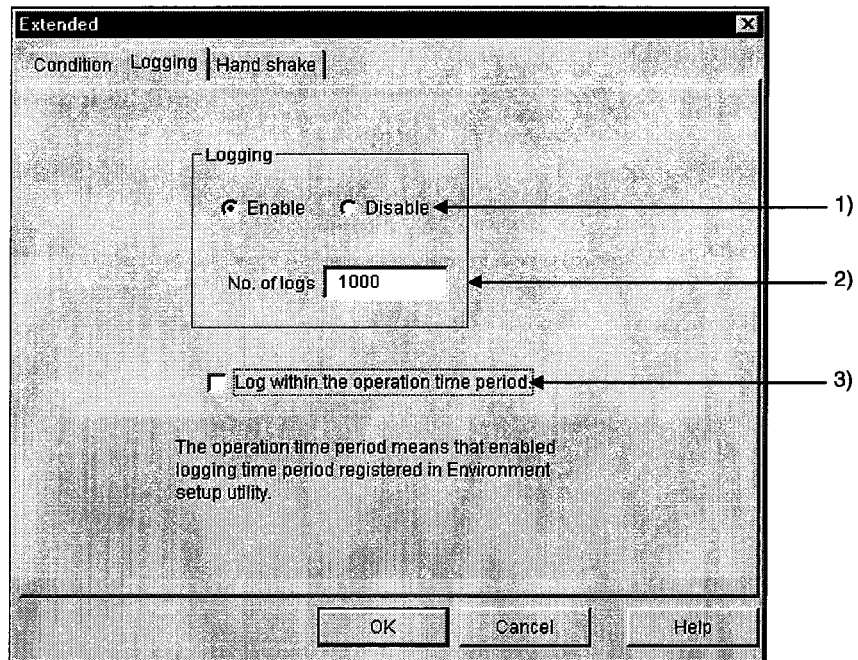 Extended
Condition Logging Hand shake
Logging
Enable Disable 1)
No. of logs 1000 2)
Log within the operation time period 3)
The operation time period means that enabled
logging time period registered in Environment
setup utility.
OK Cancel Help